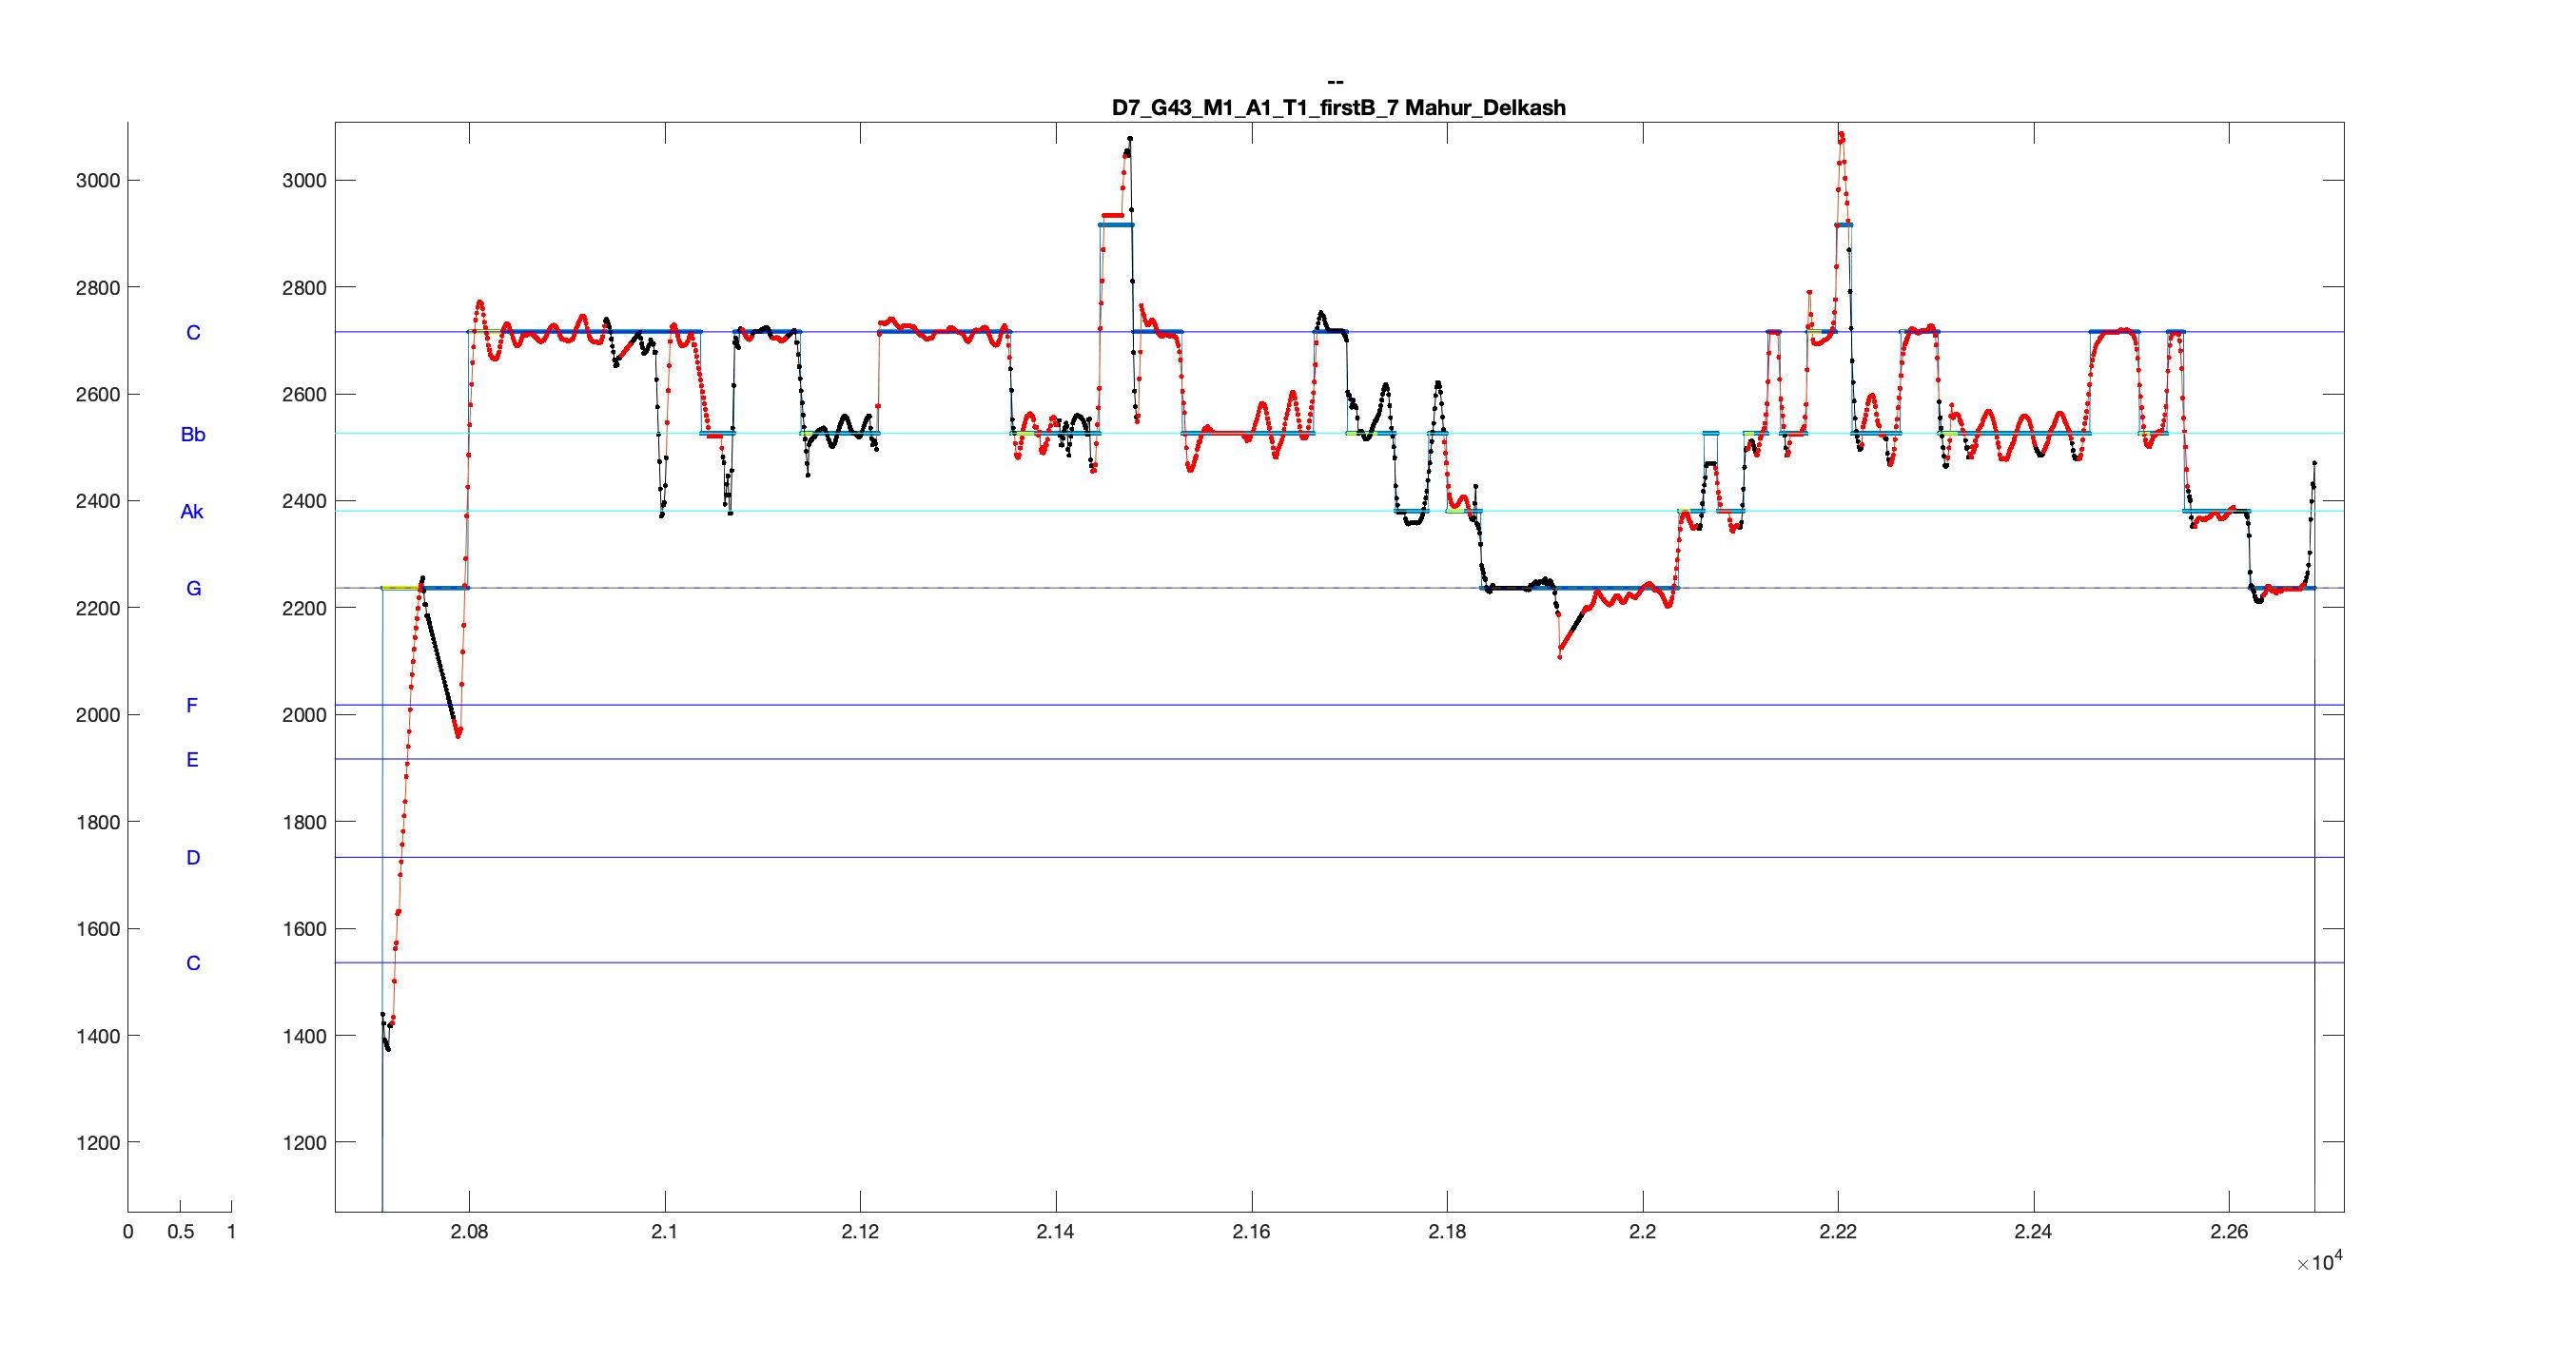 --
D7_G43_M1_A1_T1_firstB_7 Mahur_Delkash
3000 3000
2800 2800
C
2600 2600
Bb
2400 2400
Ak
G
2200 2200
F
2000 2000
E
1800 1800
D
1600 1600
C
1400 1400
1200 1200
0 0.5 1 2.08 2.1 2.12 2.14 2.16 2.18 2.2 2.22 2.24 2.26
×10^4